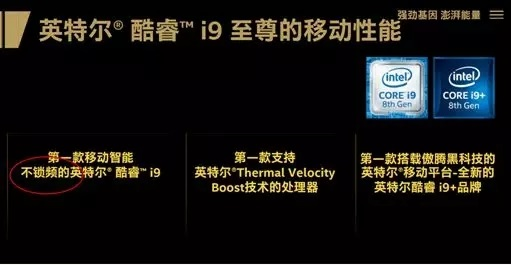 强劲基因 澎湃能量
英特尔® 酷睿™ i9 至尊的移动性能
intel
CORE i9
8th Gen
intel
CORE i9+
8th Gen
第一款移动智能
不锁频的英特尔® 酷睿™ i9
第一款支持
英特尔®Thermal Velocity
Boost技术的处理器
第一款搭载傲腾黑科技的
英特尔®移动平台-全新的
英特尔酷睿 i9+品牌